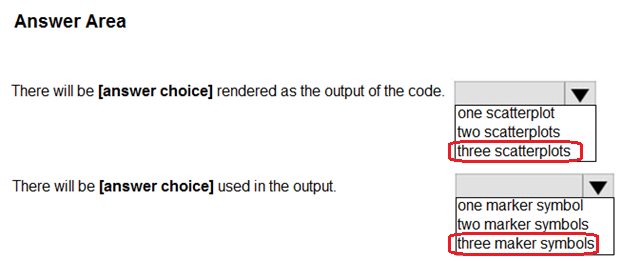 Answer Area
There will be [answer choice] rendered as the output of the code.
one scatterplot
two scatterplots
three scatterplots
There will be [answer choice] used in the output.
one marker symbol
two marker symbols
three maker symbols